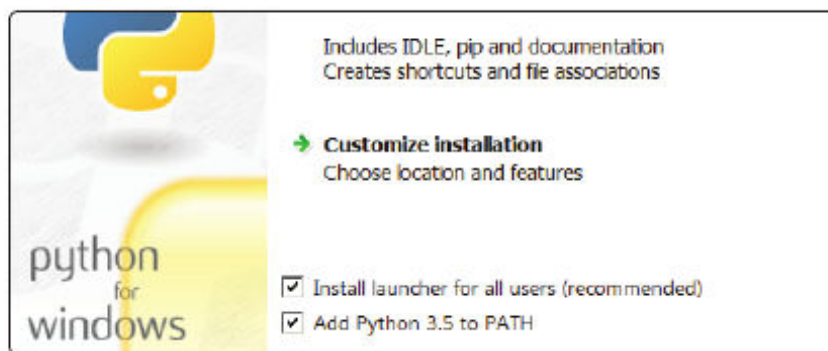 Includes IDLE, pip and documentation
Creates shortcuts and file associations
Customize installation
Choose location and features
python
for
windows
Install launcher for all users (recommended)
Add Python 3.5 to PATH